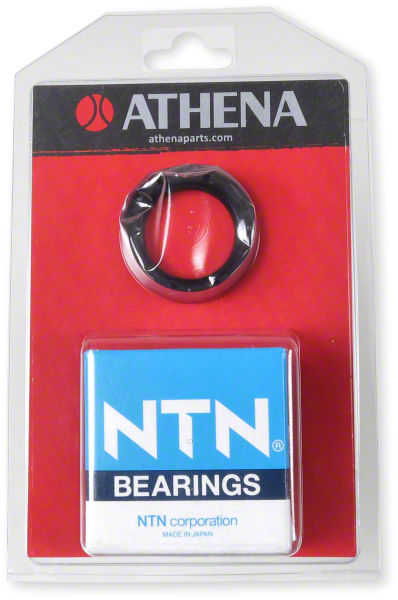 ATHENA
athenaparts.com
NTN®
BEARINGS
NTN corporation
MADE IN JAPAN